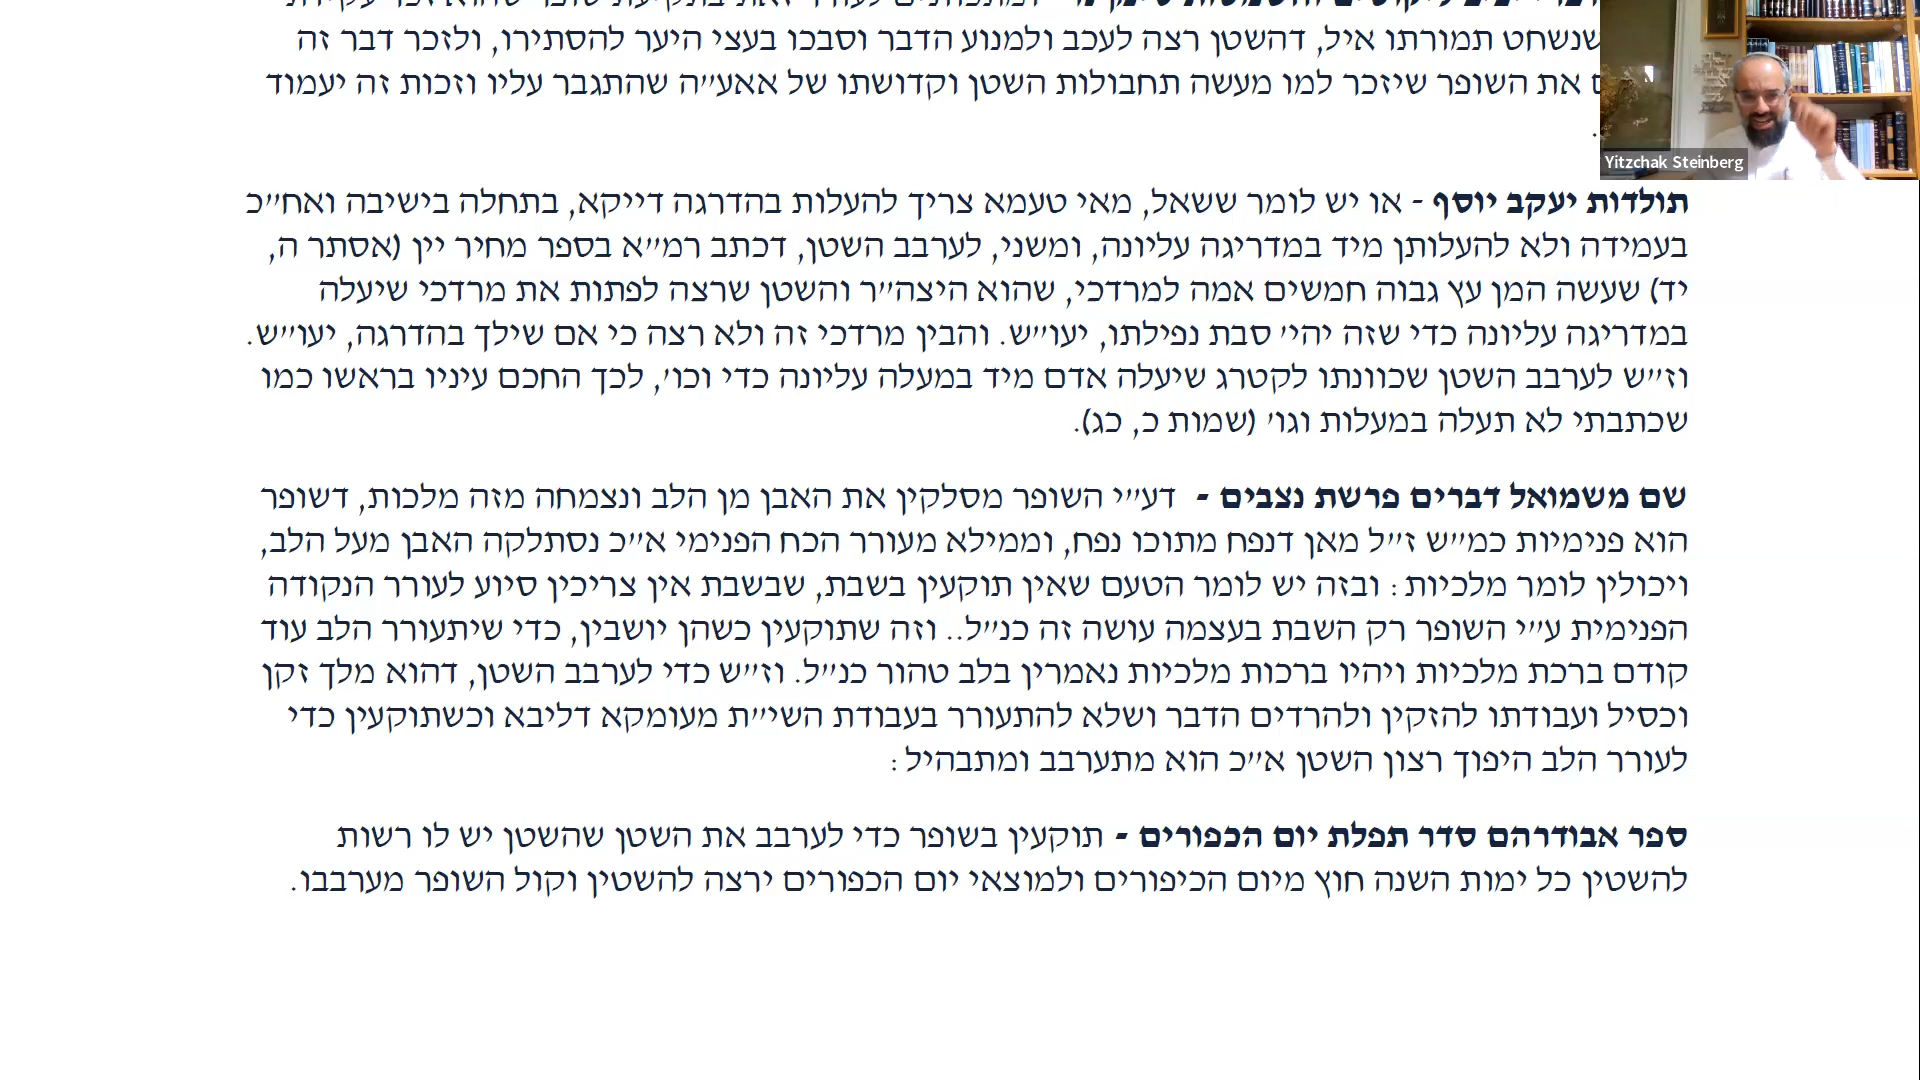 שנשחט תמורתו איל, דהשטן רצה לעכב ולמנוע הדבר וסבכו בעצי היער להסתירו, ולזכר דבר זה
את השופר שיזכר למו מעשה תחבולות השטן וקדושתו של אאע״ה שהתגבר עליו וזכות זה יעמוד
Yitzchak Steinberg
תולדות יעקב יוסף - או יש לומר ששאל, מאי טעמא צריך להעלות בהדרגה דייקא, בתחלה בישיבה ואח״כ
בעמידה ולא להעלותן מיד במדריגה עליונה, ומשני, לערבב השטן, דכתב רמ״א בספר מחיר יין (אסתר ה,
יד) שעשה המן עץ גבוה חמשים אמה למרדכי, שהוא היצה״ר והשטן שרצה לפתות את מרדכי שיעלה
במדריגה עליונה כדי שזה יהי׳ סבת נפילתו, יעו״ש. והבין מרדכי זה ולא רצה כי אם שילך בהדרגה, יעו״ש.
וז״ש לערבב השטן שכוונתו לקטרג שיעלה אדם מיד במעלה עליונה כדי וכו׳, לכך החכם עיניו בראשו כמו
שכתבתי לא תעלה במעלות וגו׳ (שמות כ, כג).
שם משמואל דברים פרשת נצבים - דע״י השופר מסלקין את האבן מן הלב ונצמחה מזה מלכות, דשופר
הוא פנימיות כמ״ש ז״ל מאן דנפח מתוכו נפח, וממילא מעורר הכח הפנימי א״כ נסתלקה האבן מעל הלב,
ויכולין לומר מלכיות: ובזה יש לומר הטעם שאין תוקעין בשבת, שבשבת אין צריכין סיוע לעורר הנקודה
הפנימית ע״י השופר רק השבת בעצמה עושה זה כנ״ל.. וזה שתוקעין כשהן יושבין, כדי שיתעורר הלב עוד
קודם ברכת מלכיות ויהיו ברכות מלכיות נאמרין בלב טהור כנ״ל. וז״ש כדי לערבב השטן, דהוא מלך זקן
וכסיל ועבודתו להזקין ולהרדים הדבר ושלא להתעורר בעבודת השי״ת מעומקא דליבא וכשתוקעין כדי
לעורר הלב היפוך רצון השטן א״כ הוא מתערבב ומתבהיל:
ספר אבודרהם סדר תפלת יום הכפורים - תוקעין בשופר כדי לערבב את השטן שהשטן יש לו רשות
להשטין כל ימות השנה חוץ מיום הכיפורים ולמוצאי יום הכפורים ירצה להשטין וקול השופר מערבבו.